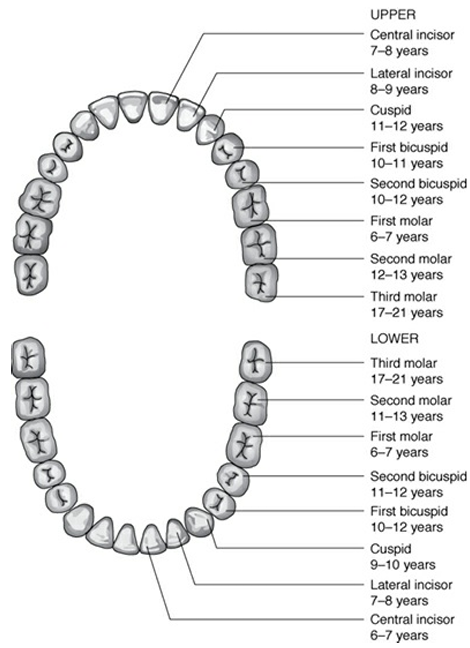 UPPER
Central incisor
7–8 years
Lateral incisor
8–9 years
Cuspid
11–12 years
First bicuspid
10–11 years
Second bicuspid
10–12 years
First molar
6–7 years
Second molar
12–13 years
Third molar
17–21 years
LOWER
Third molar
17–21 years
Second molar
11–13 years
First molar
6–7 years
Second bicuspid
11–12 years
First bicuspid
10–12 years
Cuspid
9–10 years
Lateral incisor
7–8 years
Central incisor
6–7 years